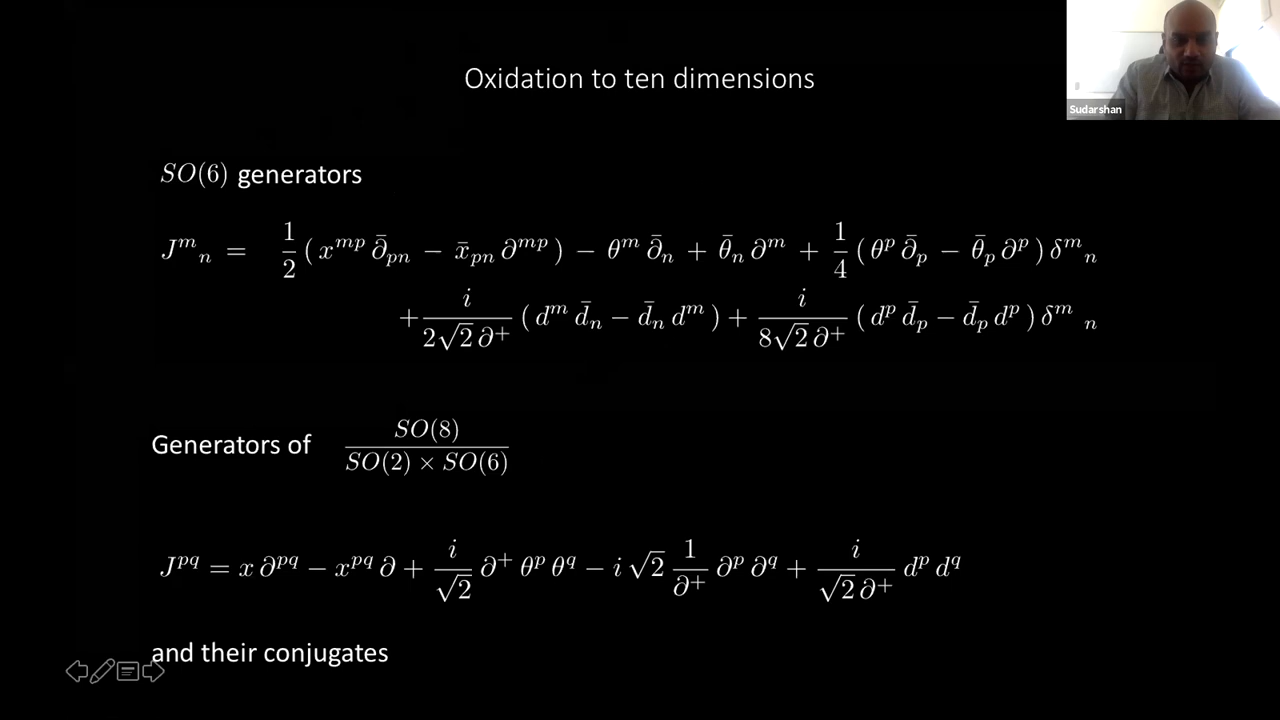 Oxidation to ten dimensions
Sudarshan
SO(6) generators
J^m_n = 1/2 ( x^{mp} ∂̄_{pn} − x̄_{pn} ∂^{mp} ) − θ^m ∂̄_n + θ̄_n ∂^m + 1/4 ( θ^p ∂̄_p − θ̄_p ∂^p ) δ^m_n
+ i/(2√2 ∂^+) ( d^m d̄_n − d̄_n d^m ) + i/(8√2 ∂^+) ( d^p d̄_p − d̄_p d^p ) δ^m_n
Generators of SO(8)/(SO(2) × SO(6))
J^{pq} = x ∂^{pq} − x^{pq} ∂ + i/√2 ∂^+ θ^p θ^q − i √2 1/∂^+ ∂^p ∂^q + i/(√2 ∂^+) d^p d^q
and their conjugates